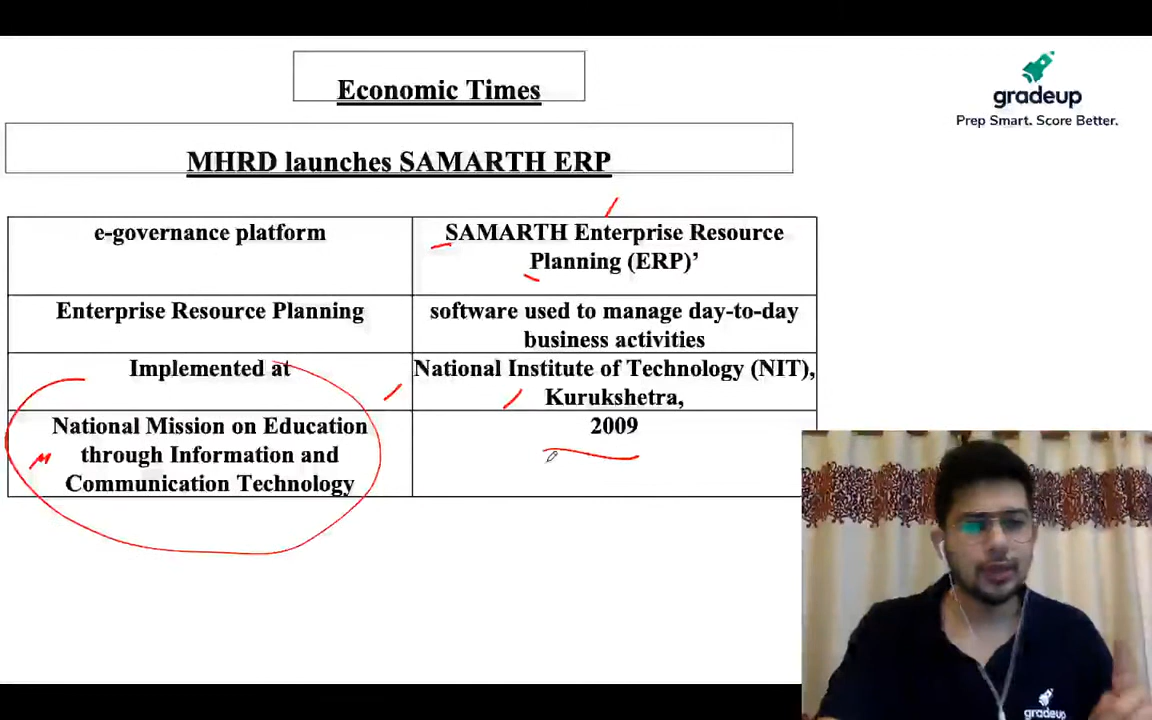 Economic Times
gradeup
Prep Smart. Score Better.
MHRD launches SAMARTH ERP
e-governance platform
SAMARTH Enterprise Resource
Planning (ERP)’
Enterprise Resource Planning
software used to manage day-to-day
business activities
Implemented at
National Institute of Technology (NIT),
Kurukshetra,
National Mission on Education
through Information and
Communication Technology
2009
gradeup